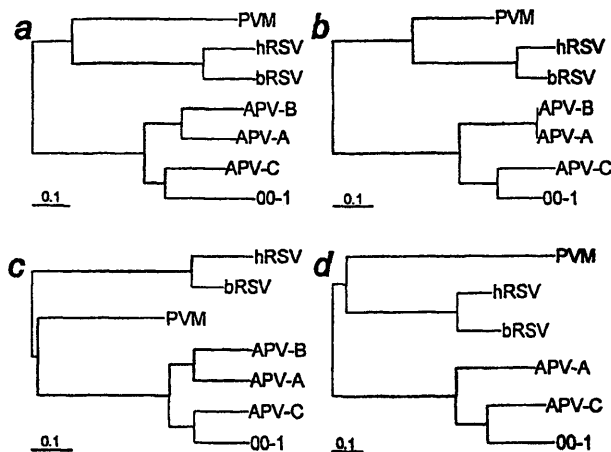 a
PVM
hRSV
bRSV
APV-B
APV-A
APV-C
00-1
0.1
b
PVM
hRSV
bRSV
APV-B
APV-A
APV-C
00-1
0.1
c
hRSV
bRSV
PVM
APV-B
APV-A
APV-C
00-1
0.1
d
PVM
hRSV
bRSV
APV-A
APV-C
00-1
0.1